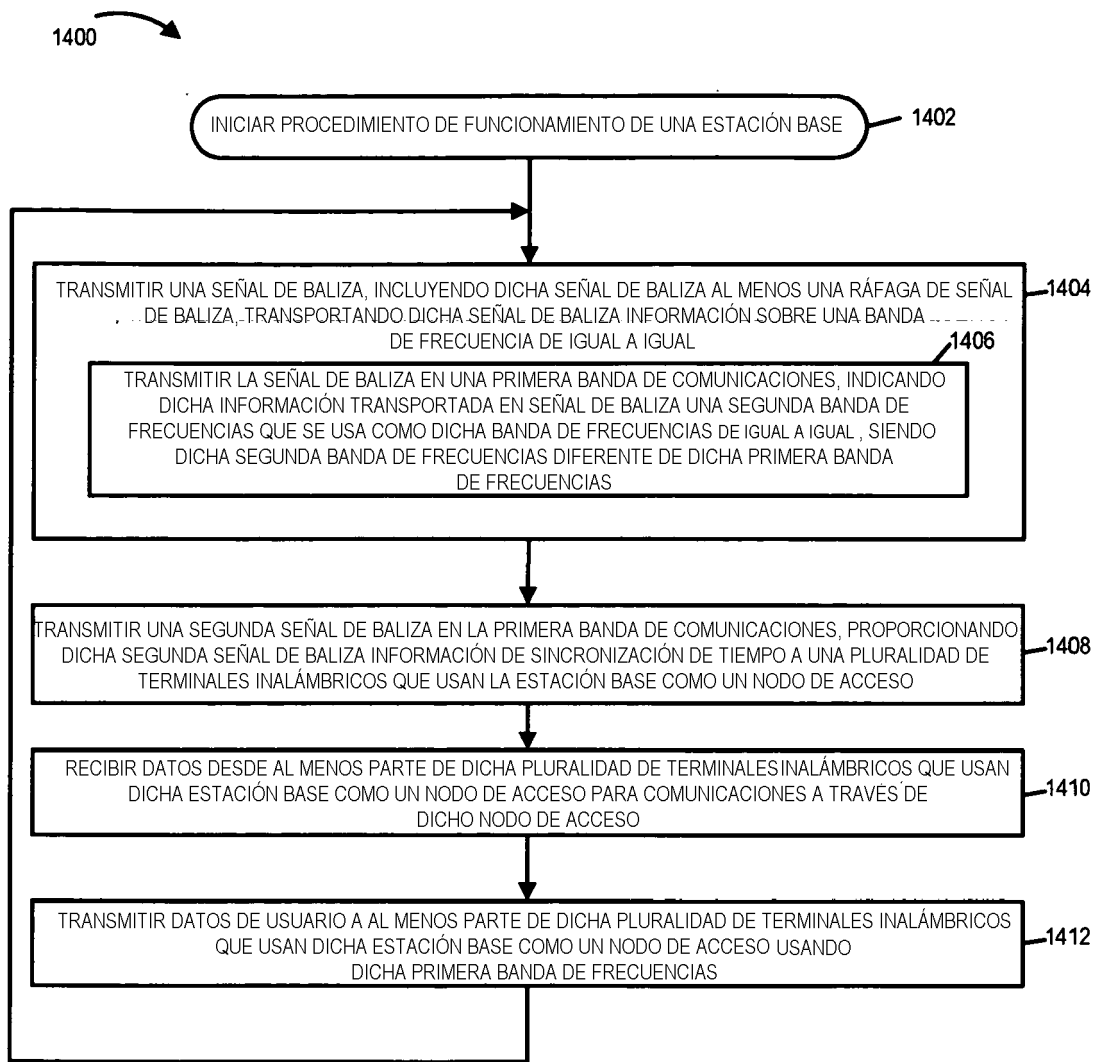 1400
INICIAR PROCEDIMIENTO DE FUNCIONAMIENTO DE UNA ESTACIÓN BASE
1402
TRANSMITIR UNA SEÑAL DE BALIZA, INCLUYENDO DICHA SEÑAL DE BALIZA AL MENOS UNA RÁFAGA DE SEÑAL
DE BALIZA, TRANSPORTANDO DICHA SEÑAL DE BALIZA INFORMACIÓN SOBRE UNA BANDA
DE FRECUENCIA DE IGUAL A IGUAL
1404
1406
TRANSMITIR LA SEÑAL DE BALIZA EN UNA PRIMERA BANDA DE COMUNICACIONES, INDICANDO
DICHA INFORMACIÓN TRANSPORTADA EN SEÑAL DE BALIZA UNA SEGUNDA BANDA DE
FRECUENCIAS QUE SE USA COMO DICHA BANDA DE FRECUENCIAS DE IGUAL A IGUAL, SIENDO
DICHA SEGUNDA BANDA DE FRECUENCIAS DIFERENTE DE DICHA PRIMERA BANDA
DE FRECUENCIAS
TRANSMITIR UNA SEGUNDA SEÑAL DE BALIZA EN LA PRIMERA BANDA DE COMUNICACIONES, PROPORCIONANDO
DICHA SEGUNDA SEÑAL DE BALIZA INFORMACIÓN DE SINCRONIZACIÓN DE TIEMPO A UNA PLURALIDAD DE
TERMINALES INALÁMBRICOS QUE USAN LA ESTACIÓN BASE COMO UN NODO DE ACCESO
1408
RECIBIR DATOS DESDE AL MENOS PARTE DE DICHA PLURALIDAD DE TERMINALES INALÁMBRICOS QUE USAN
DICHA ESTACIÓN BASE COMO UN NODO DE ACCESO PARA COMUNICACIONES A TRAVÉS DE
DICHO NODO DE ACCESO
1410
TRANSMITIR DATOS DE USUARIO A AL MENOS PARTE DE DICHA PLURALIDAD DE TERMINALES INALÁMBRICOS
QUE USAN DICHA ESTACIÓN BASE COMO UN NODO DE ACCESO USANDO
DICHA PRIMERA BANDA DE FRECUENCIAS
1412